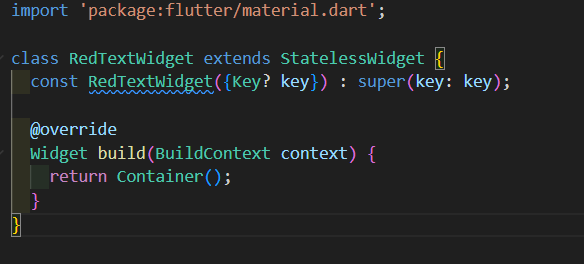 import 'package:flutter/material.dart';
class RedTextWidget extends StatelessWidget {
const RedTextWidget({Key? key}) : super(key: key);
@override
Widget build(BuildContext context) {
return Container();
}
}